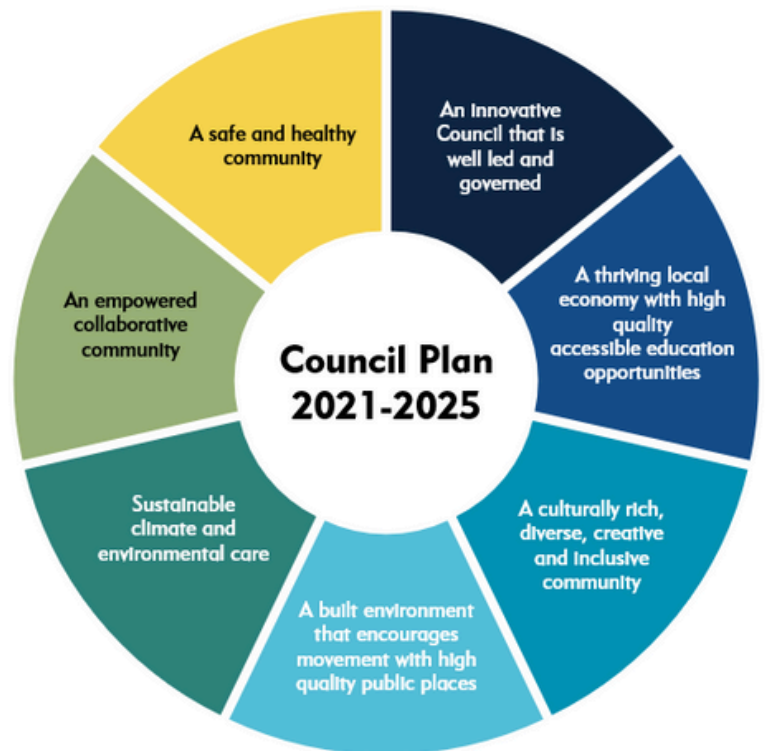 Council Plan
2021-2025
An innovative
Council that is
well led and
governed
A thriving local
economy with high
quality
accessible education
opportunities
A culturally rich,
diverse, creative
and inclusive
community
A built environment
that encourages
movement with high
quality public places
Sustainable
climate and
environmental care
An empowered
collaborative
community
A safe and healthy
community